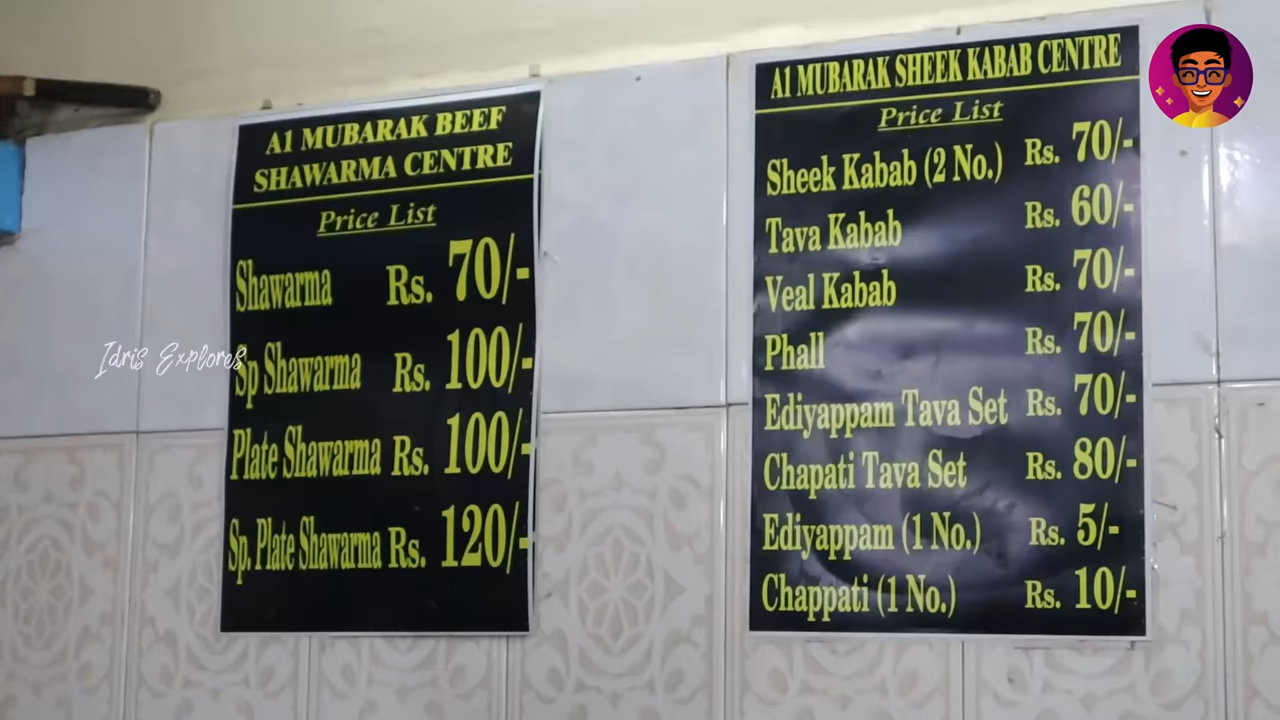 A1 MUBARAK BEEF
SHAWARMA CENTRE
Price List
Shawarma Rs. 70/-
Sp Shawarma Rs. 100/-
Plate Shawarma Rs. 100/-
Sp. Plate Shawarma Rs. 120/-
Idris Explores
A1 MUBARAK SHEEK KABAB CENTRE
Price List
Sheek Kabab (2 No.) Rs. 70/-
Tava Kabab Rs. 60/-
Veal Kabab Rs. 70/-
Phall Rs. 70/-
Ediyappam Tava Set Rs. 70/-
Chapati Tava Set Rs. 80/-
Ediyappam (1 No.) Rs. 5/-
Chappati (1 No.) Rs. 10/-